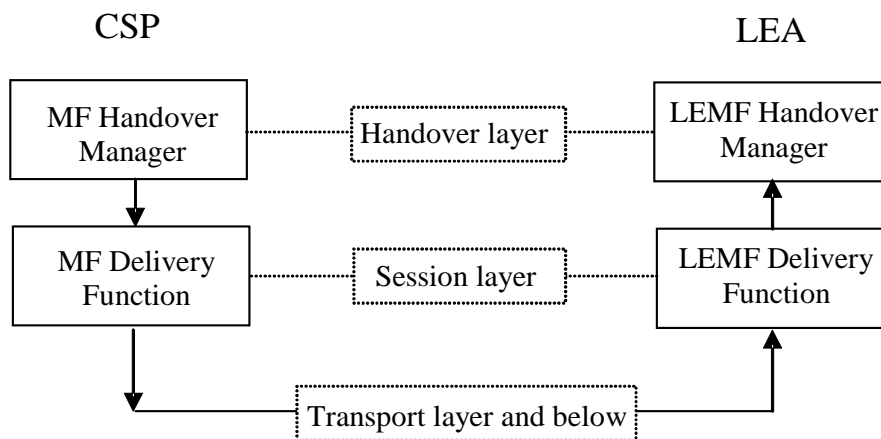 CSP
LEA
MF Handover
Manager
Handover layer
LEMF Handover
Manager
MF Delivery
Function
Session layer
LEMF Delivery
Function
Transport layer and below